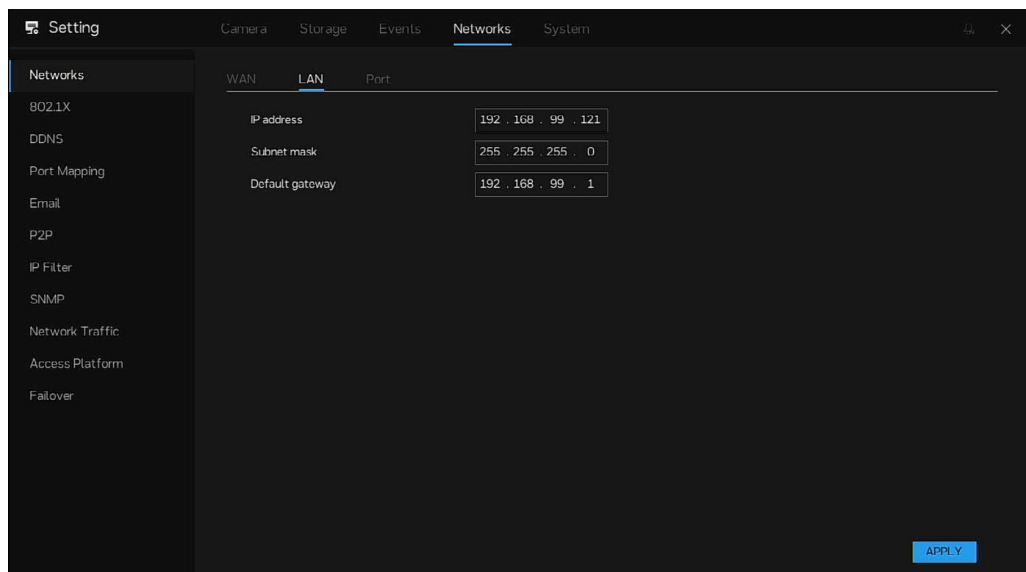 Setting
Camera Storage Events Networks System
Networks
802.1X
DDNS
Port Mapping
Email
P2P
IP Filter
SNMP
Network Traffic
Access Platform
Failover
WAN LAN Port
IP address 192 . 168 . 99 . 121
Subnet mask 255 . 255 . 255 . 0
Default gateway 192 . 168 . 99 . 1
APPLY